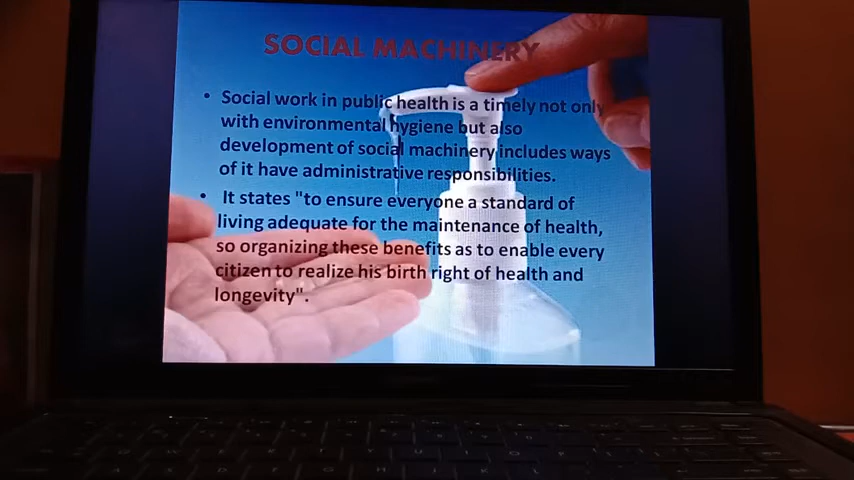 SOCIAL MACHINERY
• Social work in public health is a timely not only
with environmental hygiene but also
development of social machinery includes ways
of it have administrative responsibilities.
• It states "to ensure everyone a standard of
living adequate for the maintenance of health,
so organizing these benefits as to enable every
citizen to realize his birth right of health and
longevity".